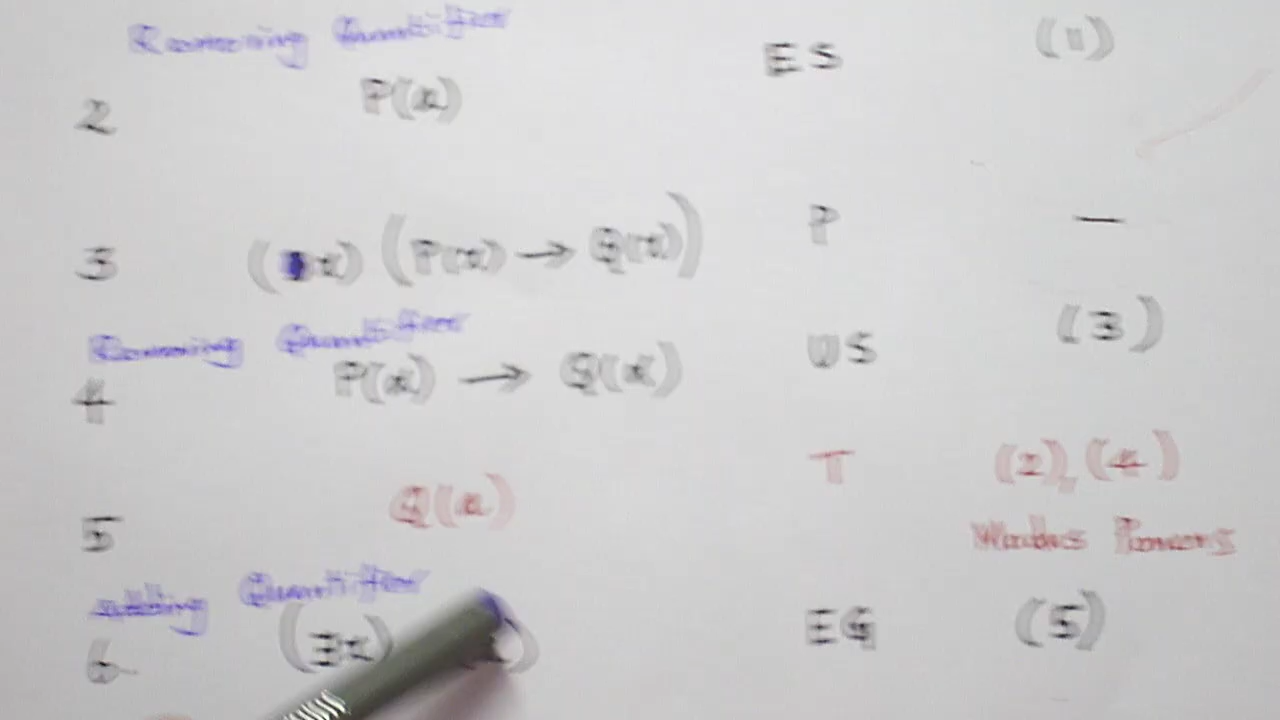 Removing Quantifier
ES (1)
2 P(x)
3 (x) (P(x) → Q(x)) P —
Removing Quantifier
4 P(x) → Q(x) US (3)
5 Q(x) T (2), (4)
Modus Ponens
adding Quantifier
6 (∃x) EG (5)